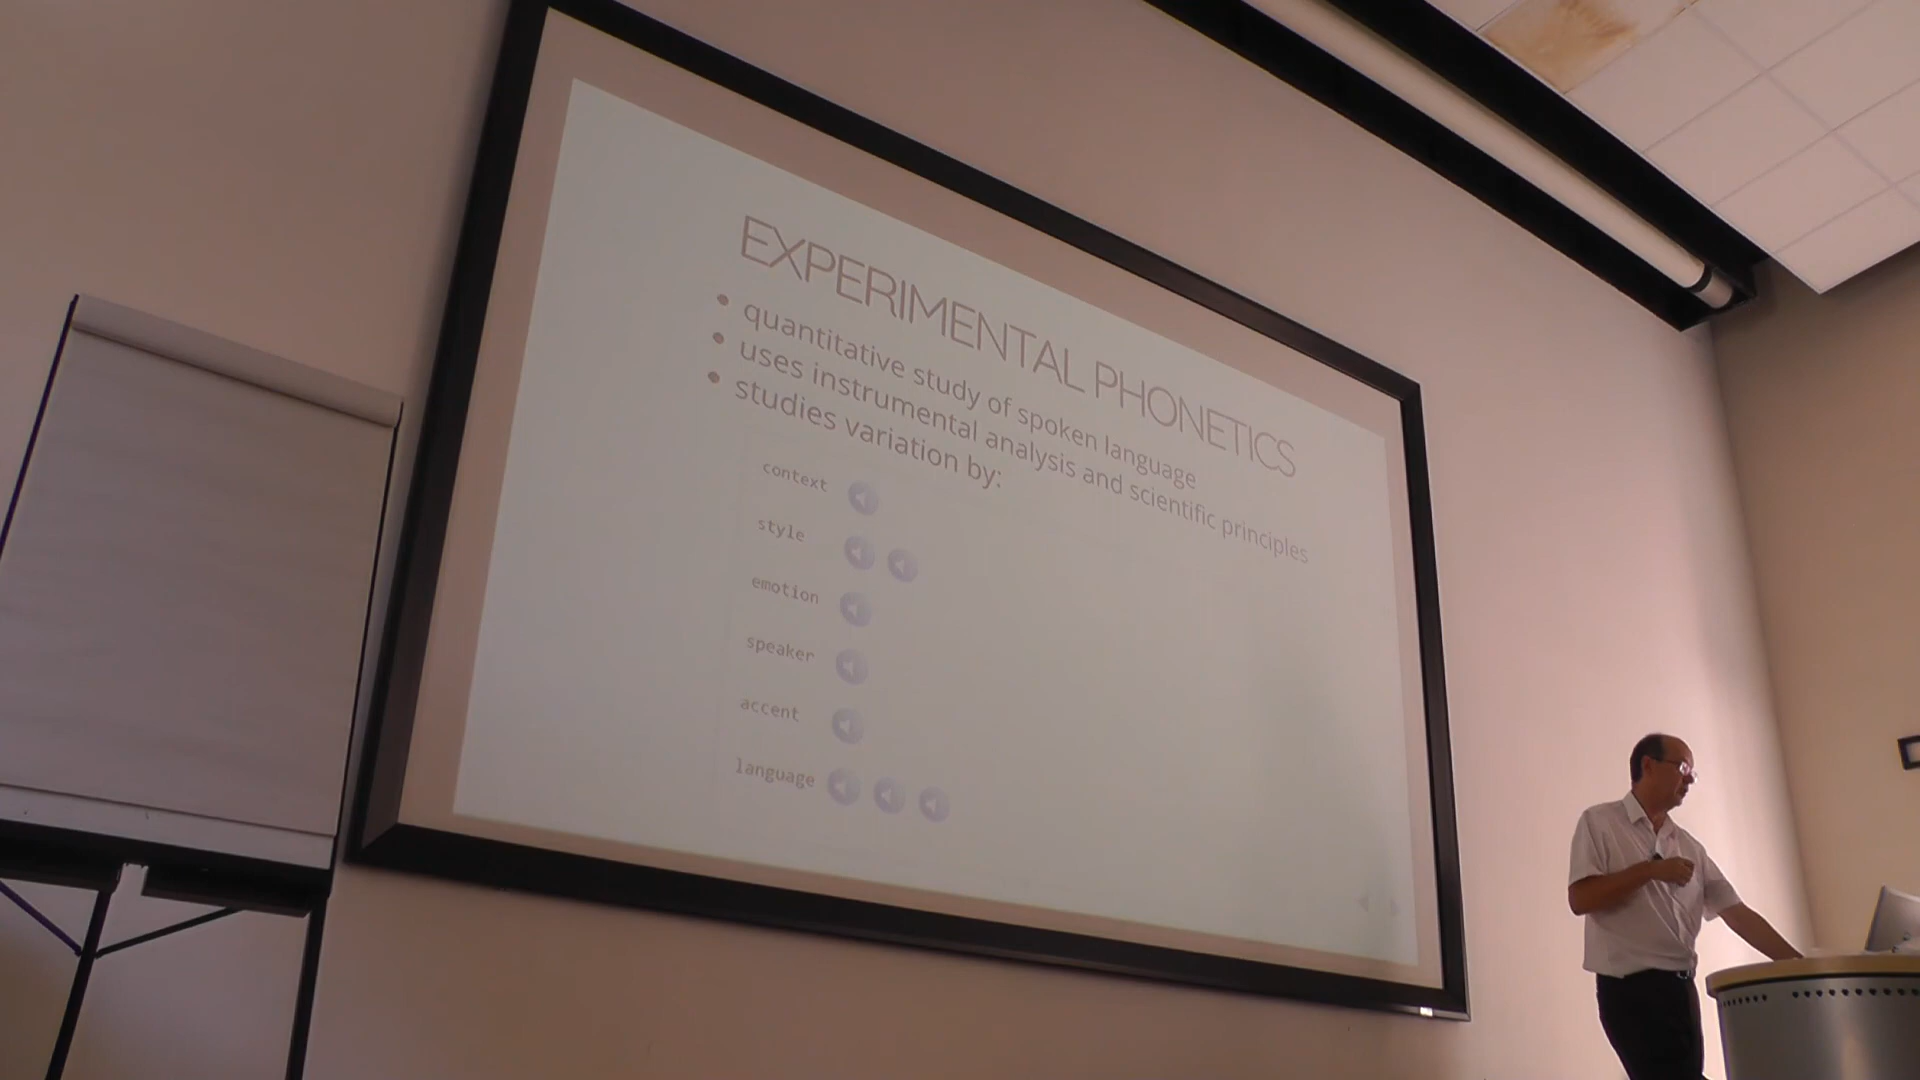 EXPERIMENTAL PHONETICS
quantitative study of spoken language
uses instrumental analysis and scientific principles
studies variation by:
context
style
emotion
speaker
accent
language